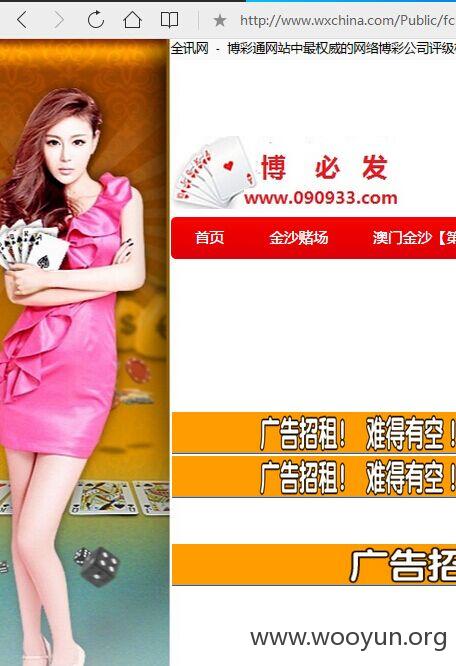 http://www.wxchina.com/Public/fc
全讯网 - 博彩通网站中最权威的网络博彩公司评级
博 必 发
www.090933.com
首页 金沙赌场 澳门金沙【第
广告招租! 难得有空!
广告招租! 难得有空!
广告招
www.wooyun.org